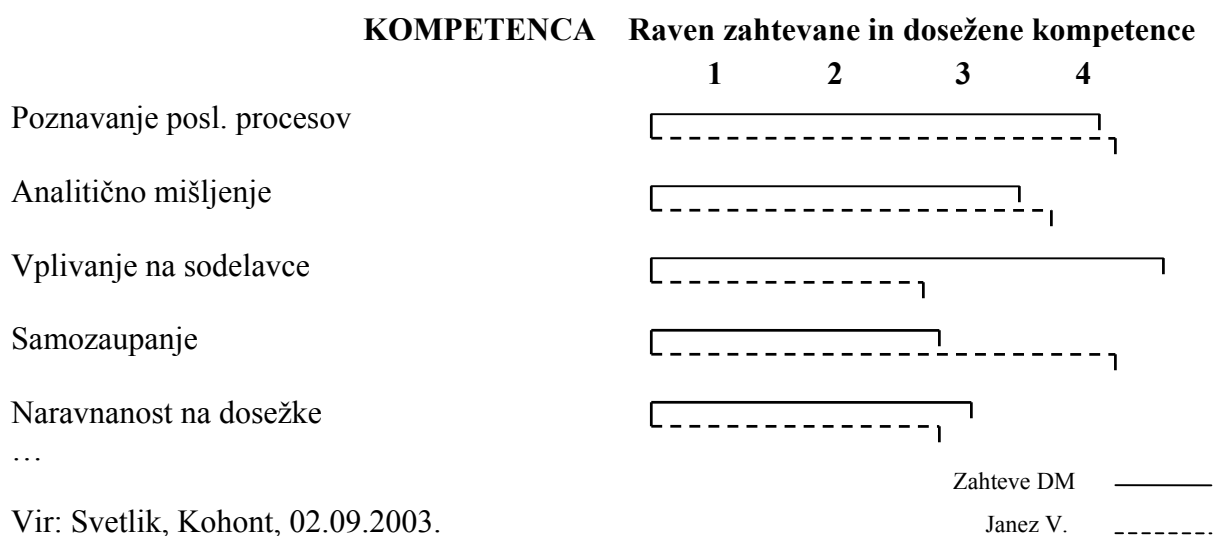 KOMPETENCA Raven zahtevane in dosežene kompetence
1 2 3 4
Poznavanje posl. procesov
Analitično mišljenje
Vplivanje na sodelavce
Samozaupanje
Naravnanost na dosežke
…
Zahteve DM
Vir: Svetlik, Kohont, 02.09.2003.
Janez V.